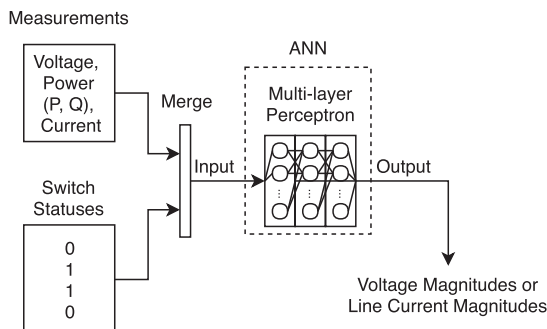 Measurements
Voltage,
Power
(P, Q),
Current
Switch
Statuses
0
1
1
0
Merge
Input
ANN
Multi-layer
Perceptron
...
...
...
Output
Voltage Magnitudes or
Line Current Magnitudes